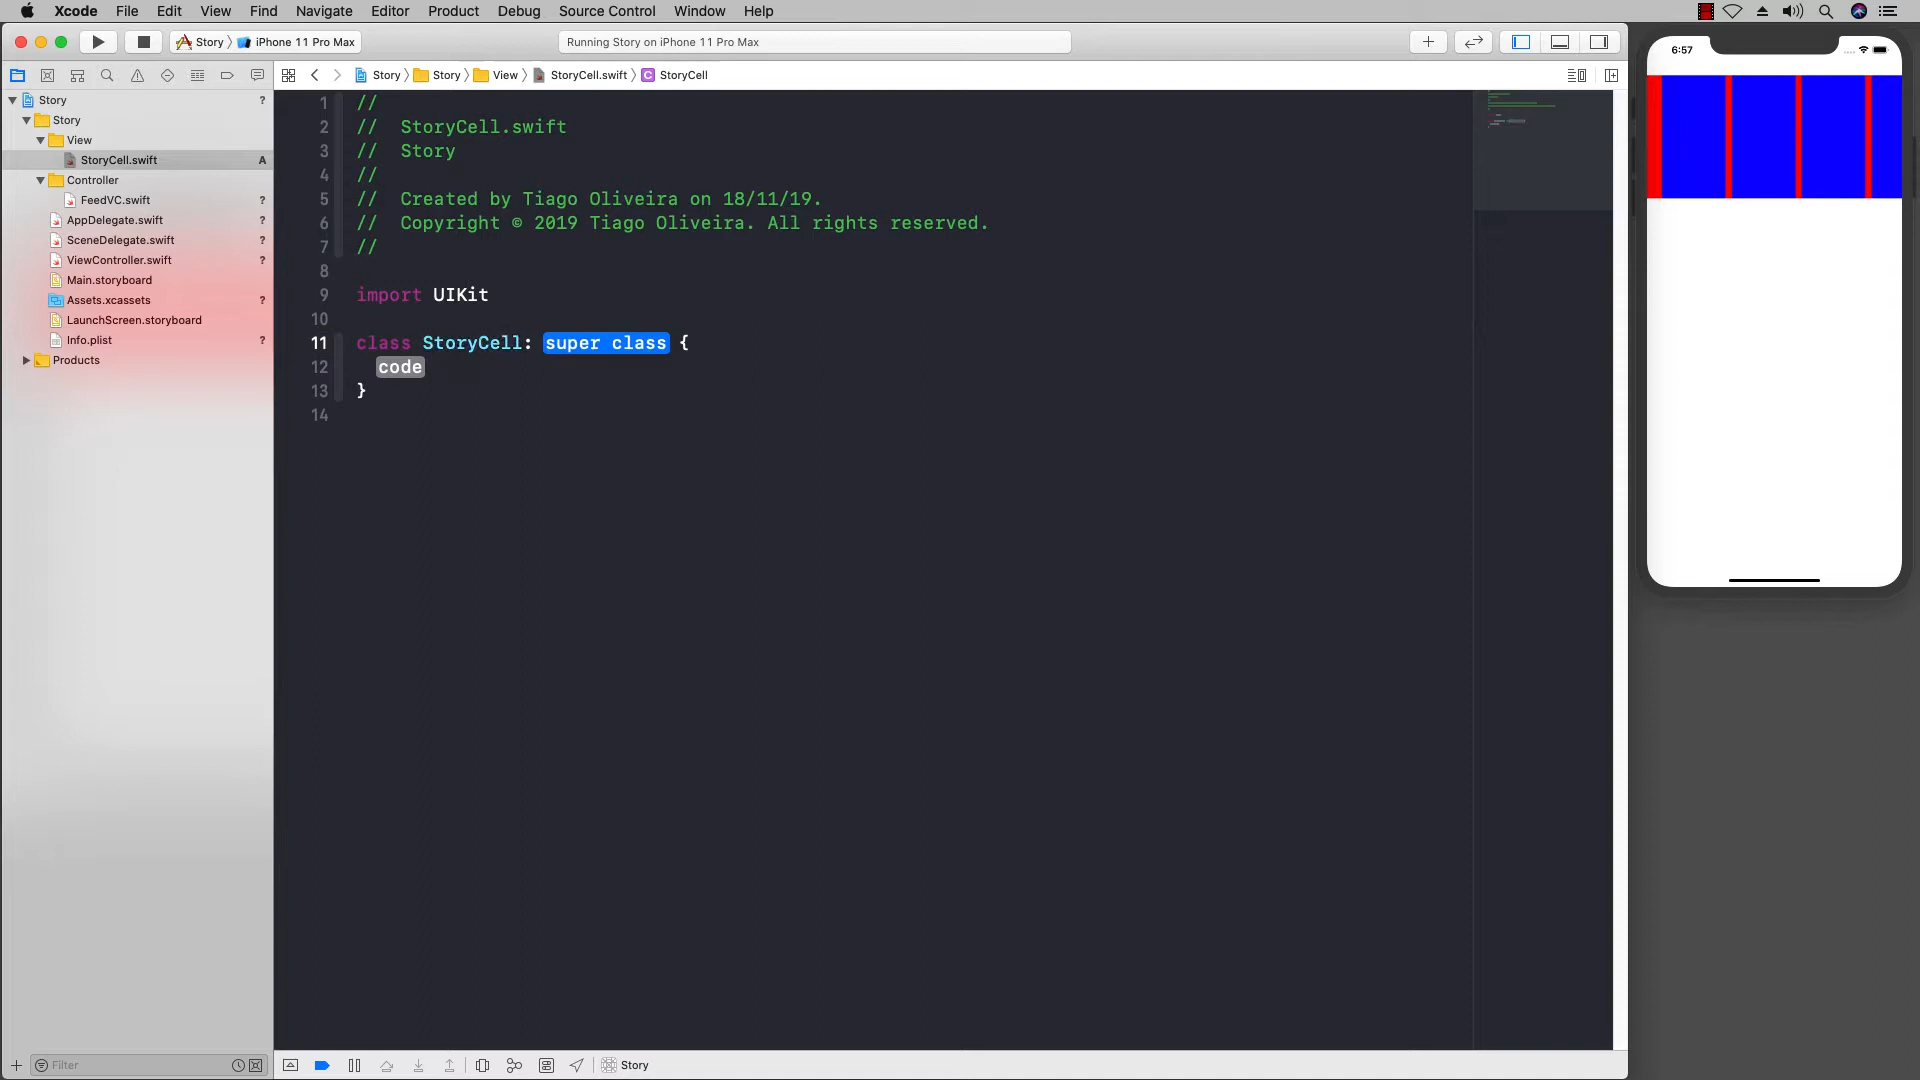 Xcode File Edit View Find Navigate Editor Product Debug Source Control Window Help
Story iPhone 11 Pro Max
Running Story on iPhone 11 Pro Max
6:57
Story Story View StoryCell.swift C StoryCell
Story ?
Story
View
StoryCell.swift A
Controller
FeedVC.swift ?
AppDelegate.swift ?
SceneDelegate.swift ?
ViewController.swift ?
Main.storyboard
Assets.xcassets ?
LaunchScreen.storyboard
Info.plist ?
Products
1 //
2 // StoryCell.swift
3 // Story
4 //
5 // Created by Tiago Oliveira on 18/11/19.
6 // Copyright © 2019 Tiago Oliveira. All rights reserved.
7 //
8
9 import UIKit
10
11 class StoryCell: super class {
12 code
13 }
14
Filter
Story